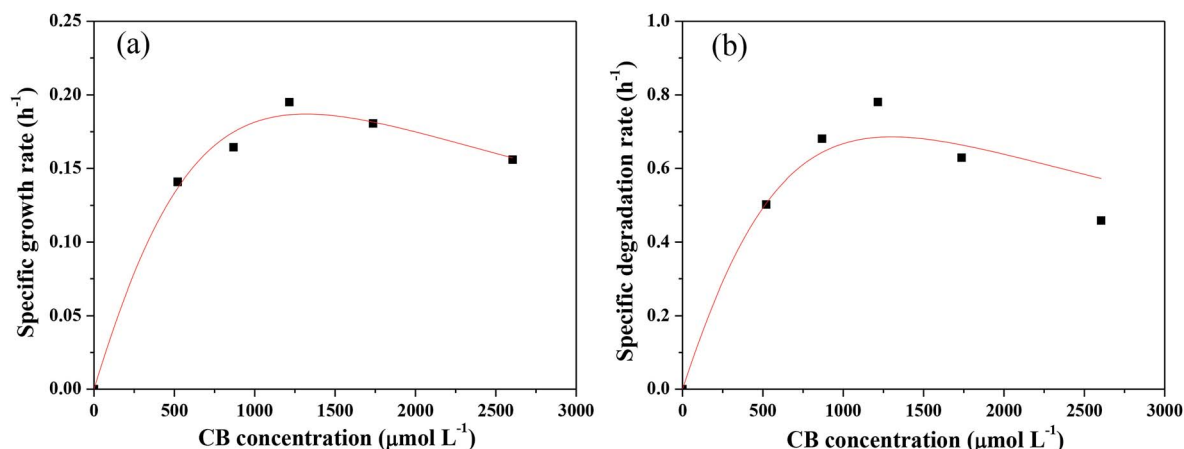 (a)
Specific growth rate (h⁻¹)
0.25
0.20
0.15
0.10
0.05
0.00
0 500 1000 1500 2000 2500 3000
CB concentration (μmol L⁻¹)
(b)
Specific degradation rate (h⁻¹)
1.0
0.8
0.6
0.4
0.2
0.0
0 500 1000 1500 2000 2500 3000
CB concentration (μmol L⁻¹)